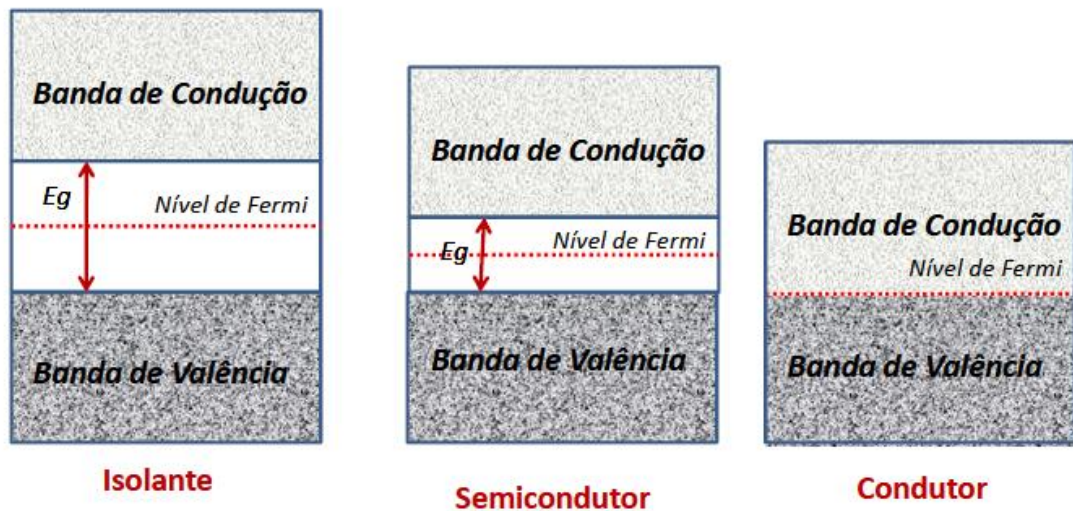 Banda de Condução
Eg
Nível de Fermi
Banda de Valência
Isolante
Banda de Condução
Eg
Nível de Fermi
Banda de Valência
Semicondutor
Banda de Condução
Nível de Fermi
Banda de Valência
Condutor